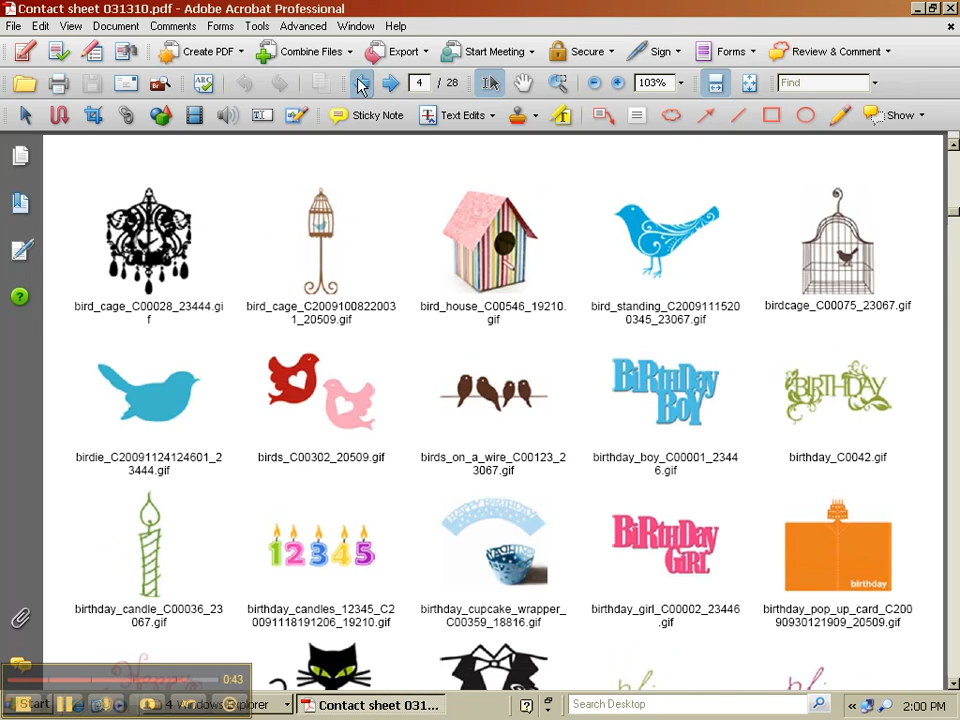 Contact sheet 031310.pdf - Adobe Acrobat Professional
File Edit View Document Comments Forms Tools Advanced Window Help
Create PDF Combine Files Export Start Meeting Secure Sign Forms Review & Comment
4 / 28 103% Find
Sticky Note Text Edits Show
bird_cage_C00028_23444.gi
f
bird_cage_C2009100822003
1_20509.gif
bird_house_C00546_19210.
gif
bird_standing_C2009111520
0345_23067.gif
birdcage_C00075_23067.gif
BiRtHDaY
BoY
BIRTHDAY
birdie_C20091124124601_2
3444.gif
birds_C00302_20509.gif
birds_on_a_wire_C00123_2
3067.gif
birthday_boy_C00001_2344
6.gif
birthday_C0042.gif
12345
HAPPY BIRTHDAY
BiRtHDaY
GiRL
birthday
birthday_candle_C00036_23
067.gif
birthday_candles_12345_C2
0091118191206_19210.gif
birthday_cupcake_wrapper_
C00359_18816.gif
birthday_girl_C00002_23446
.gif
birthday_pop_up_card_C200
90930121909_20509.gif
0:43
Start 4 Windows Explorer Contact sheet 031... Search Desktop 2:00 PM